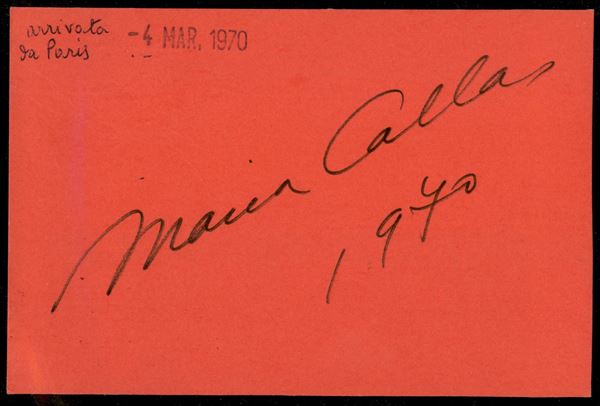 arrivata
da Paris
-4 MAR. 1970
Maria Callas
1970